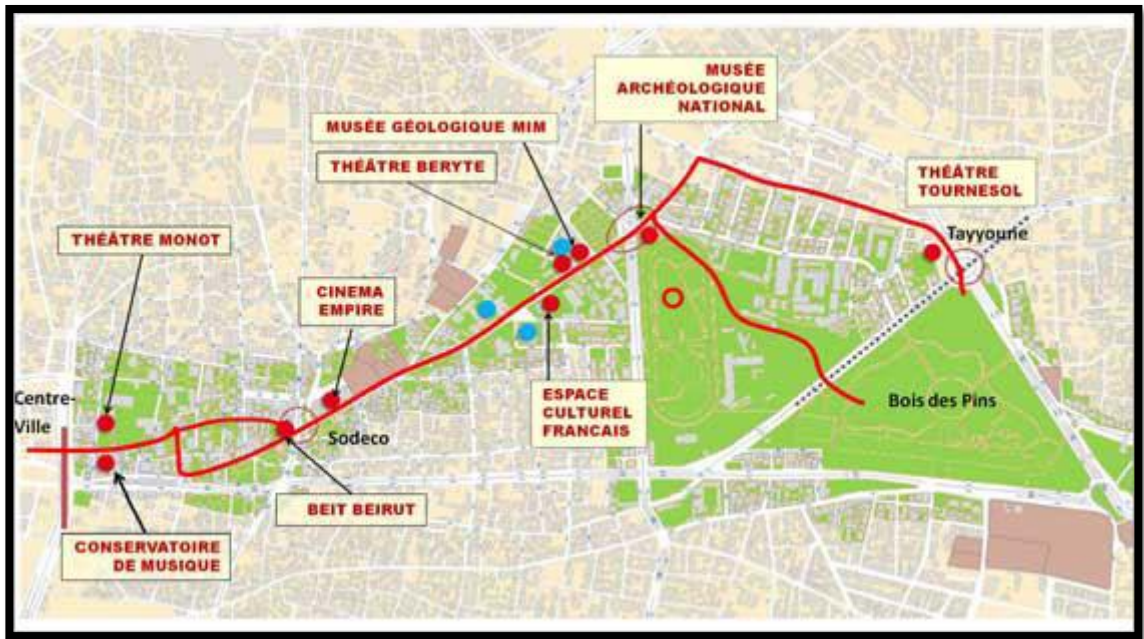 MUSÉE
ARCHÉOLOGIQUE
NATIONAL
MUSÉE GÉOLOGIQUE MIM
THÉÂTRE BERYTE
THÉÂTRE
TOURNESOL
Tayyoune
THÉÂTRE MONOT
CINEMA
EMPIRE
Centre-
Ville
ESPACE
CULTUREL
FRANCAIS
Bois des Pins
Sodeco
BEIT BEIRUT
CONSERVATOIRE
DE MUSIQUE